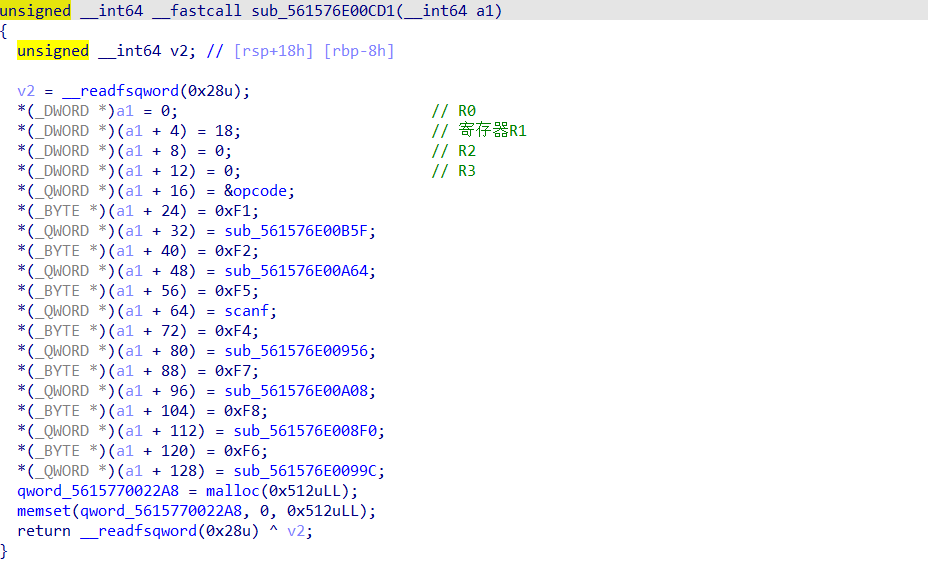 unsigned __int64 __fastcall sub_561576E00CD1(__int64 a1)
{
  unsigned __int64 v2; // [rsp+18h] [rbp-8h]

  v2 = __readfsqword(0x28u);
  *(_DWORD *)a1 = 0;                            // R0
  *(_DWORD *)(a1 + 4) = 18;                     // 寄存器R1
  *(_DWORD *)(a1 + 8) = 0;                      // R2
  *(_DWORD *)(a1 + 12) = 0;                     // R3
  *(_QWORD *)(a1 + 16) = &opcode;
  *(_BYTE *)(a1 + 24) = 0xF1;
  *(_QWORD *)(a1 + 32) = sub_561576E00B5F;
  *(_BYTE *)(a1 + 40) = 0xF2;
  *(_QWORD *)(a1 + 48) = sub_561576E00A64;
  *(_BYTE *)(a1 + 56) = 0xF5;
  *(_QWORD *)(a1 + 64) = scanf;
  *(_BYTE *)(a1 + 72) = 0xF4;
  *(_QWORD *)(a1 + 80) = sub_561576E00956;
  *(_BYTE *)(a1 + 88) = 0xF7;
  *(_QWORD *)(a1 + 96) = sub_561576E00A08;
  *(_BYTE *)(a1 + 104) = 0xF8;
  *(_QWORD *)(a1 + 112) = sub_561576E008F0;
  *(_BYTE *)(a1 + 120) = 0xF6;
  *(_QWORD *)(a1 + 128) = sub_561576E0099C;
  qword_5615770022A8 = malloc(0x512uLL);
  memset(qword_5615770022A8, 0, 0x512uLL);
  return __readfsqword(0x28u) ^ v2;
}